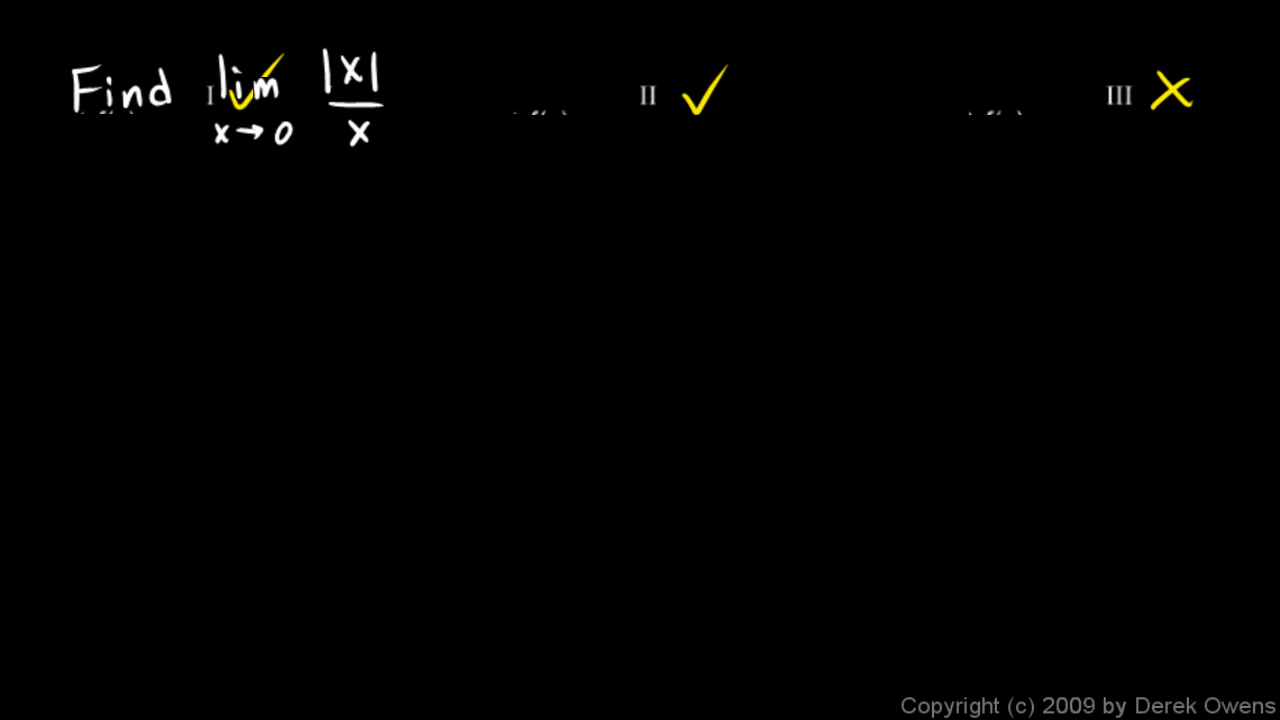 Find lim |x| / x
x→0
I ✓ II ✓ III ✗
Copyright (c) 2009 by Derek Owens